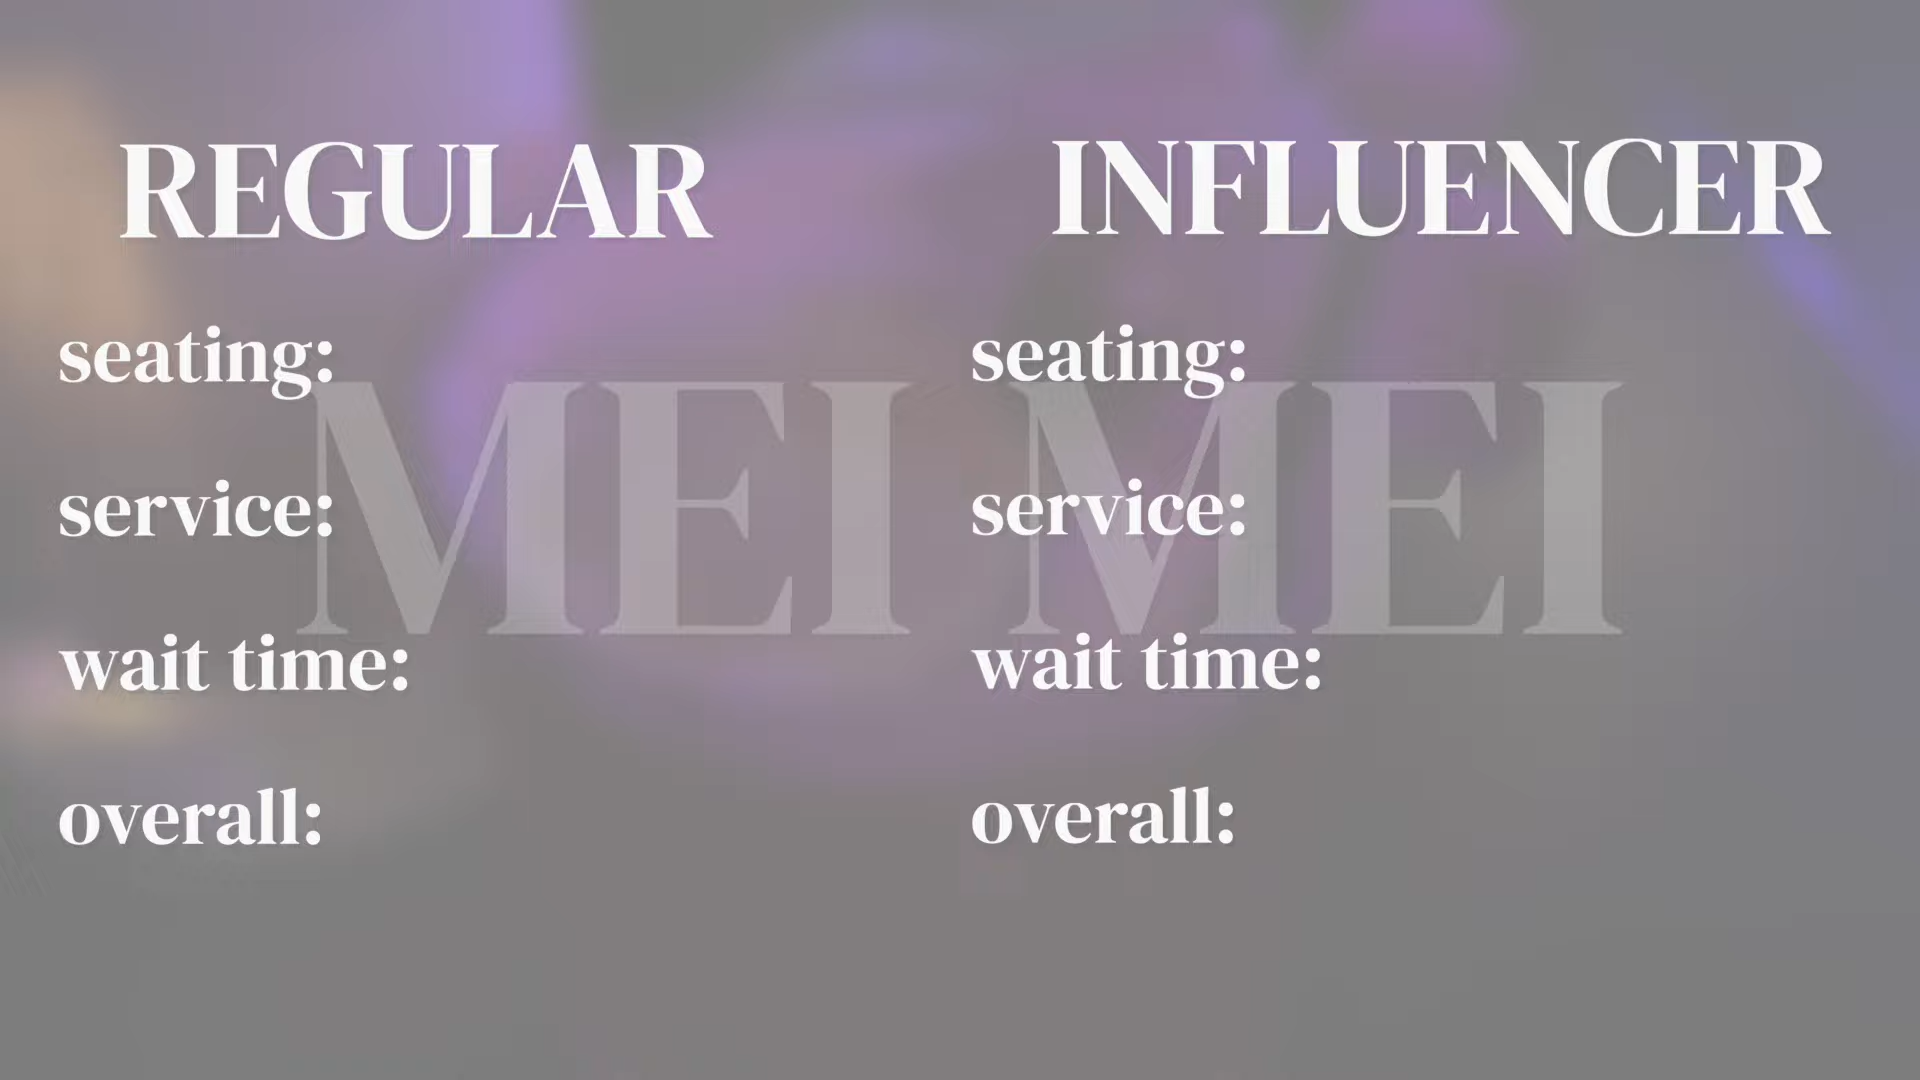 REGULAR
seating:
service:
wait time:
overall:
INFLUENCER
seating:
service:
wait time:
overall:
MEI MEI